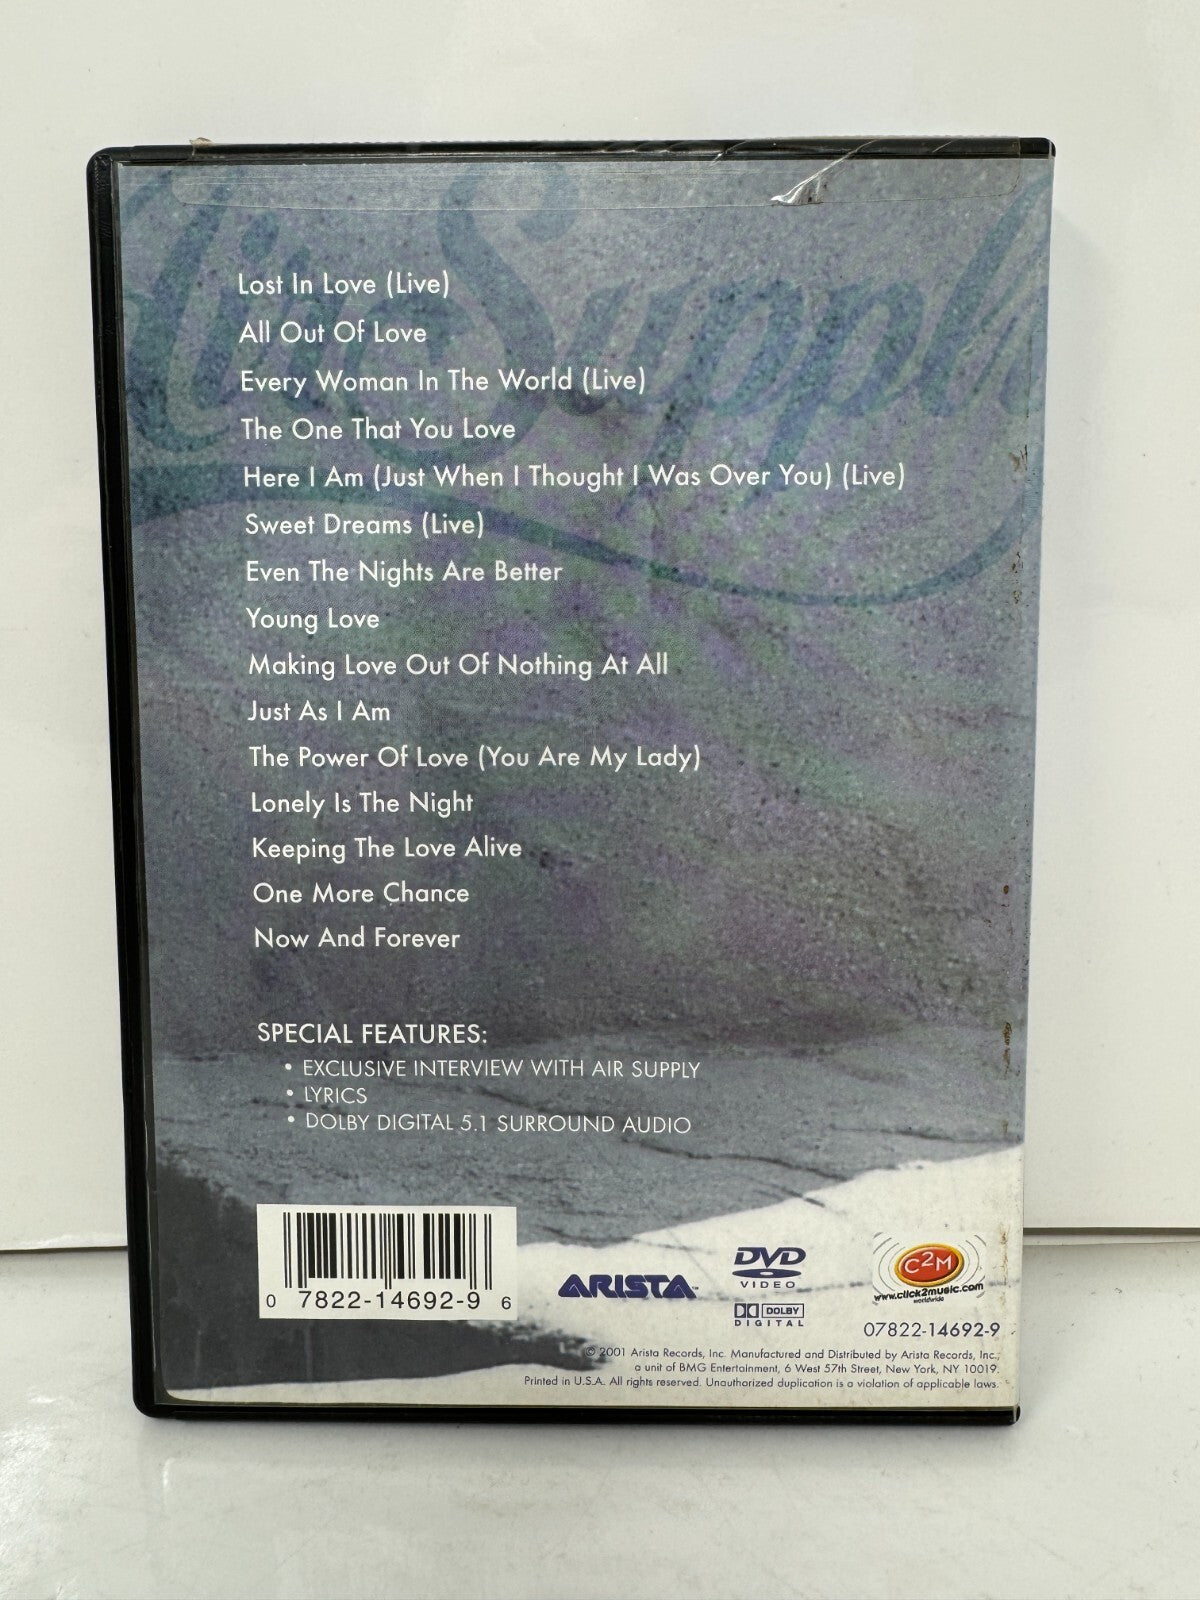 Air Supply
Lost In Love (Live)
All Out Of Love
Every Woman In The World (Live)
The One That You Love
Here I Am (Just When I Thought I Was Over You) (Live)
Sweet Dreams (Live)
Even The Nights Are Better
Young Love
Making Love Out Of Nothing At All
Just As I Am
The Power Of Love (You Are My Lady)
Lonely Is The Night
Keeping The Love Alive
One More Chance
Now And Forever
SPECIAL FEATURES:
• EXCLUSIVE INTERVIEW WITH AIR SUPPLY
• LYRICS
• DOLBY DIGITAL 5.1 SURROUND AUDIO
0 7822-14692-9 6
ARISTA™
DVD
VIDEO
DOLBY
DIGITAL
C2M
www.click2music.com
worldwide
07822-14692-9
© 2001 Arista Records, Inc. Manufactured and Distributed by Arista Records, Inc.,
a unit of BMG Entertainment, 6 West 57th Street, New York, NY 10019.
Printed in U.S.A. All rights reserved. Unauthorized duplication is a violation of applicable laws.